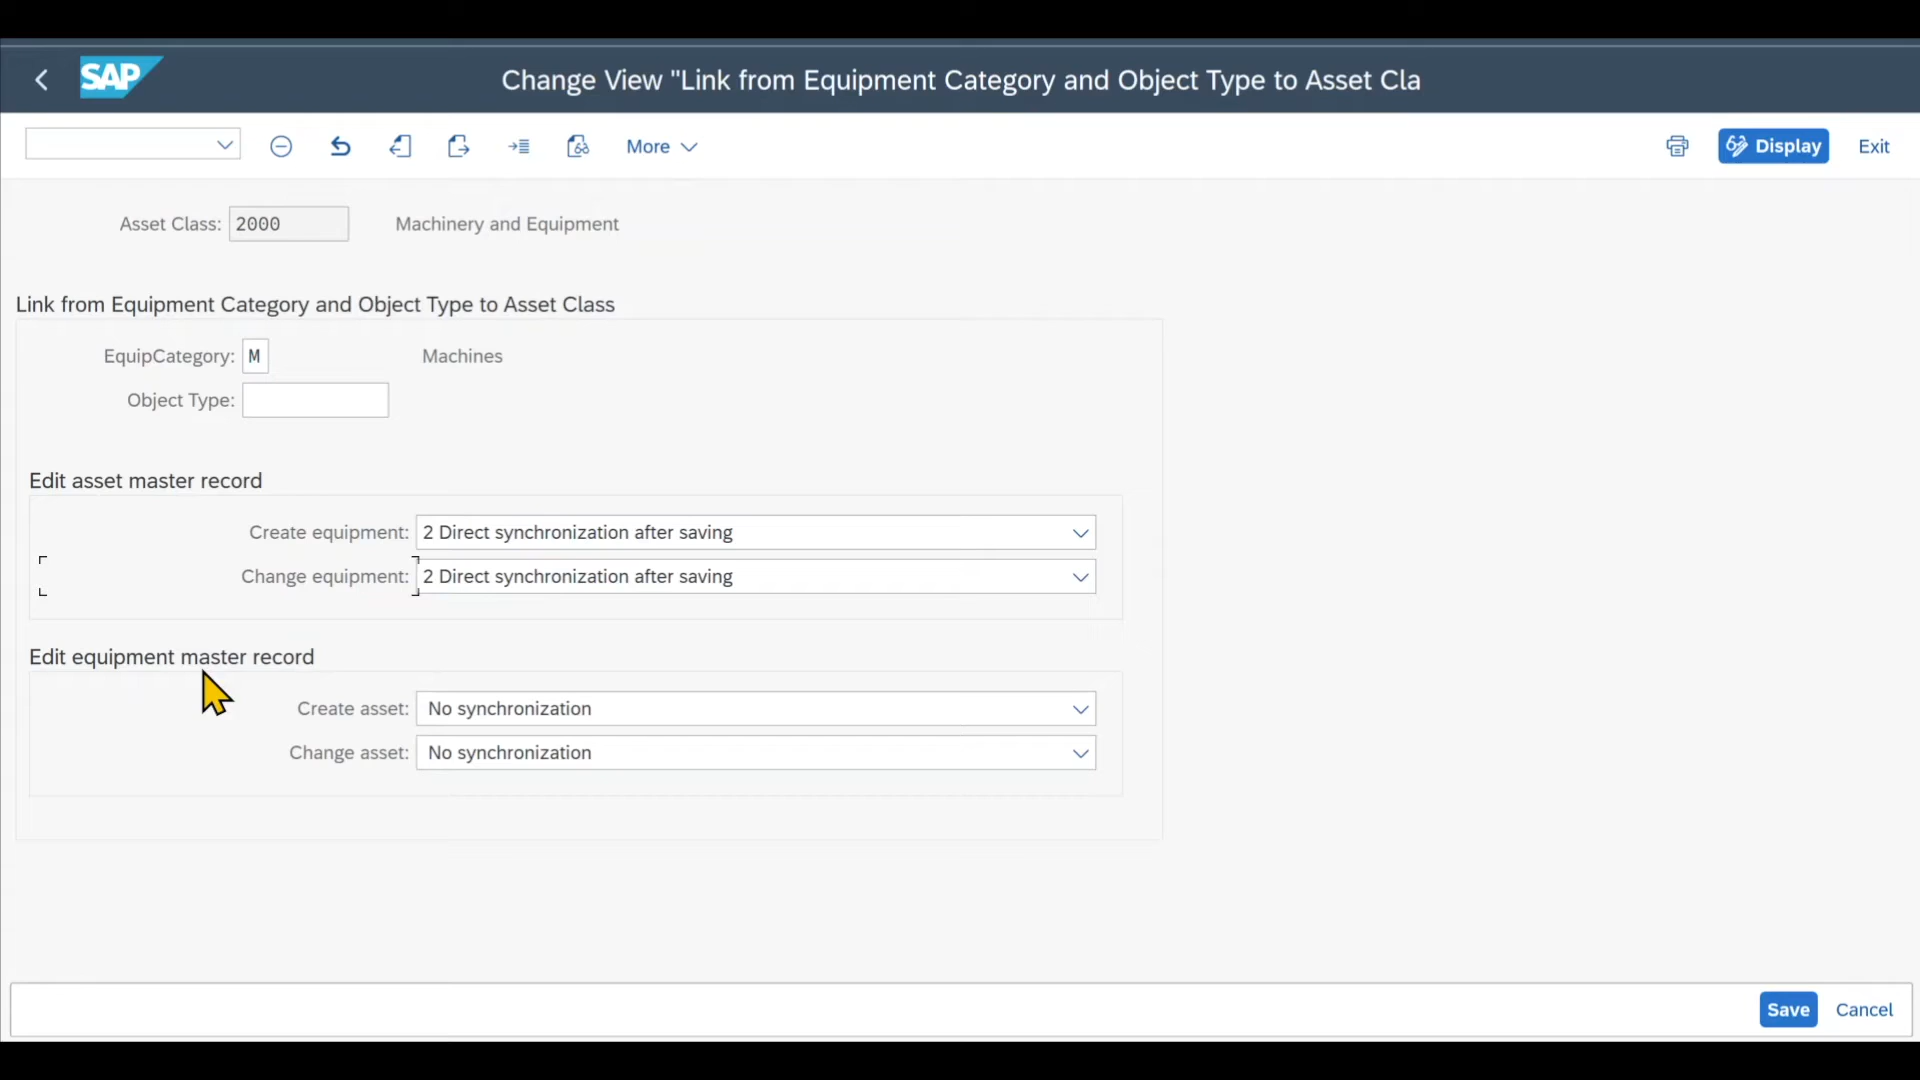 SAP
Change View "Link from Equipment Category and Object Type to Asset Cla
More
Display
Exit
Asset Class: 2000 Machinery and Equipment
Link from Equipment Category and Object Type to Asset Class
EquipCategory: M Machines
Object Type:
Edit asset master record
Create equipment: 2 Direct synchronization after saving
Change equipment: 2 Direct synchronization after saving
Edit equipment master record
Create asset: No synchronization
Change asset: No synchronization
Save Cancel